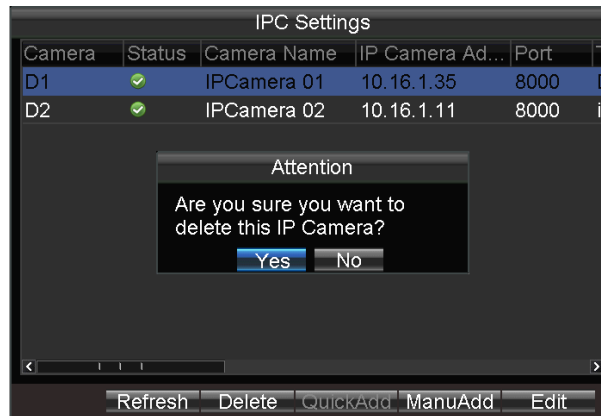 IPC Settings
Camera Status Camera Name IP Camera Ad... Port T
D1 IPCamera 01 10.16.1.35 8000
D2 IPCamera 02 10.16.1.11 8000 i
Attention
Are you sure you want to
delete this IP Camera?
Yes No
Refresh Delete QuickAdd ManuAdd Edit